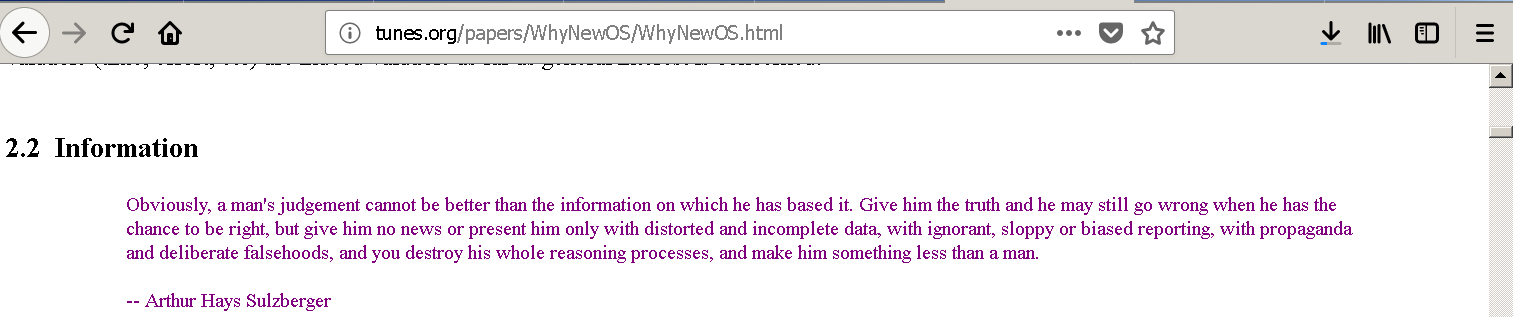 tunes.org/papers/WhyNewOS/WhyNewOS.html
2.2 Information
Obviously, a man's judgement cannot be better than the information on which he has based it. Give him the truth and he may still go wrong when he has the
chance to be right, but give him no news or present him only with distorted and incomplete data, with ignorant, sloppy or biased reporting, with propaganda
and deliberate falsehoods, and you destroy his whole reasoning processes, and make him something less than a man.
-- Arthur Hays Sulzberger